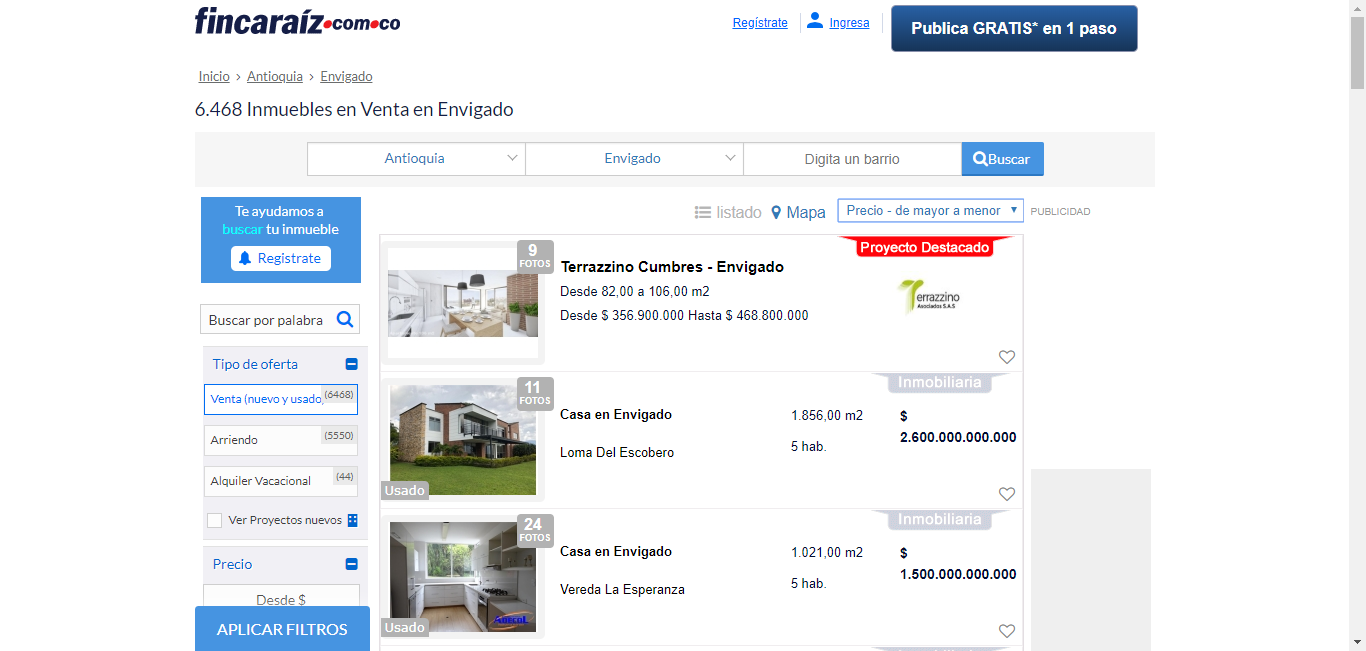 fincaraíz.com.co
Regístrate
Ingresa
Publica GRATIS* en 1 paso
Inicio > Antioquia > Envigado
6.468 Inmuebles en Venta en Envigado
Antioquia
Envigado
Digita un barrio
Buscar
Te ayudamos a
buscar tu inmueble
Registrate
listado
Mapa
Precio - de mayor a menor
PUBLICIDAD
Buscar por palabra
Tipo de oferta
Venta (nuevo y usado) (6468)
Arriendo (5550)
Alquiler Vacacional (44)
Ver Proyectos nuevos
Precio
Desde $
APLICAR FILTROS
9
FOTOS
Terrazzino Cumbres - Envigado
Desde 82,00 a 106,00 m2
Desde $ 356.900.000 Hasta $ 468.800.000
Proyecto Destacado
Terrazzino
Asociados S.A.S
11
FOTOS
Usado
Casa en Envigado
Loma Del Escobero
1.856,00 m2
5 hab.
Inmobiliaria
$
2.600.000.000.000
24
FOTOS
Adecol
Usado
Casa en Envigado
Vereda La Esperanza
1.021,00 m2
5 hab.
Inmobiliaria
$
1.500.000.000.000